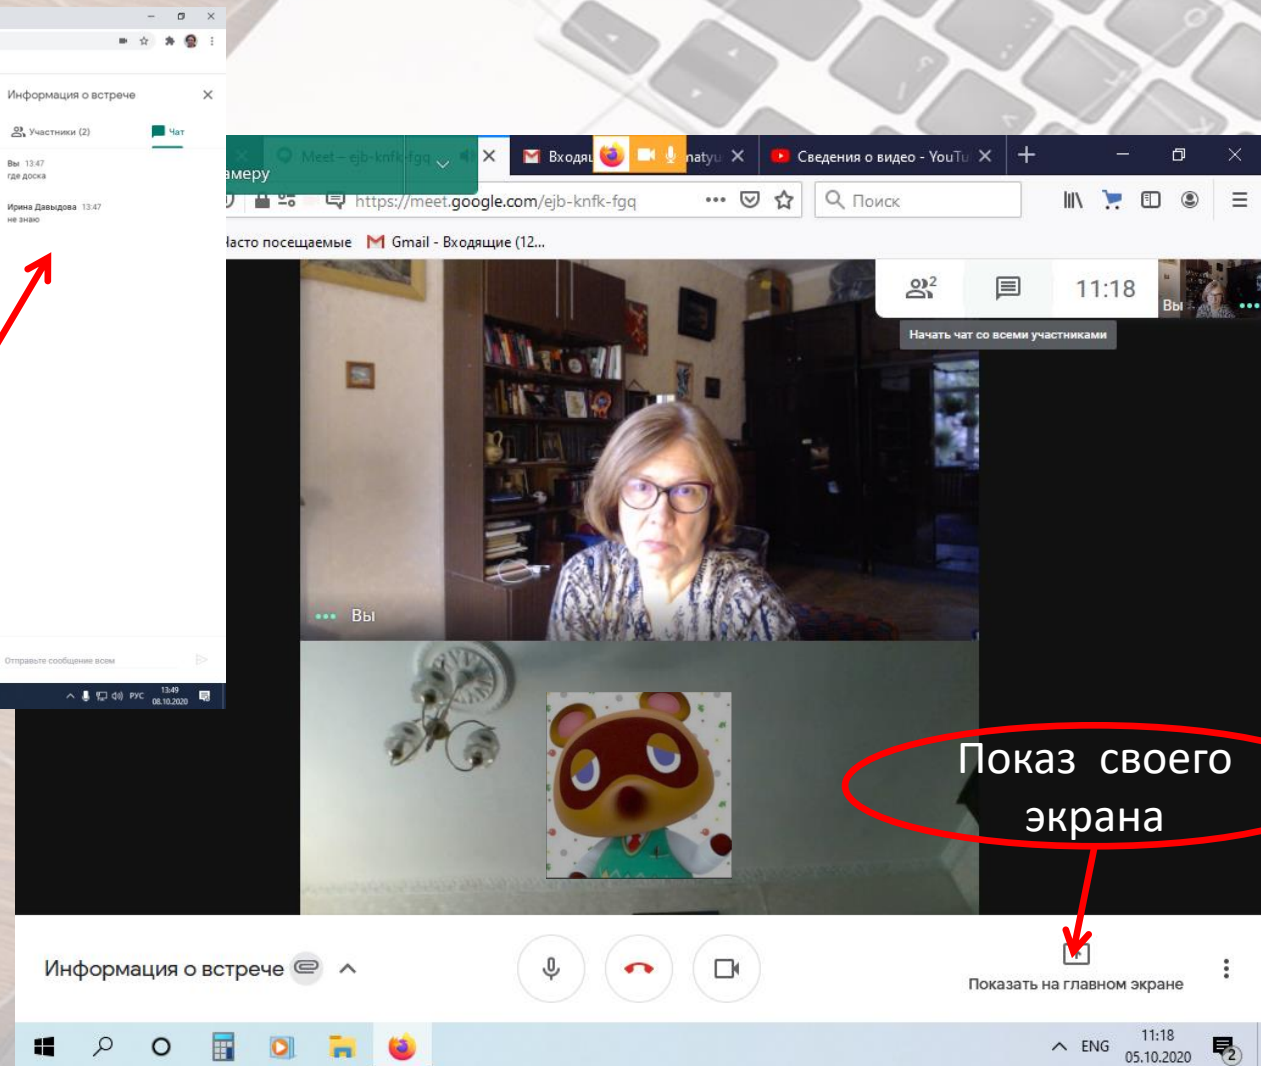 Информация о встрече
Участники (2)
Чат
Вы 13:47
где доска
Ирина Давыдова 13:47
не знаю
Отправьте сообщение всем
РУС
13:49
08.10.2020
амеру
Meet – ejb-knfk-fgq
Входящ
natyu
Сведения о видео - YouTu
https://meet.google.com/ejb-knfk-fgq
Поиск
Часто посещаемые
Gmail - Входящие (12...
2
11:18
Вы
Начать чат со всеми участниками
Вы
Показ своего
экрана
Информация о встрече
Показать на главном экране
ENG
11:18
05.10.2020
2